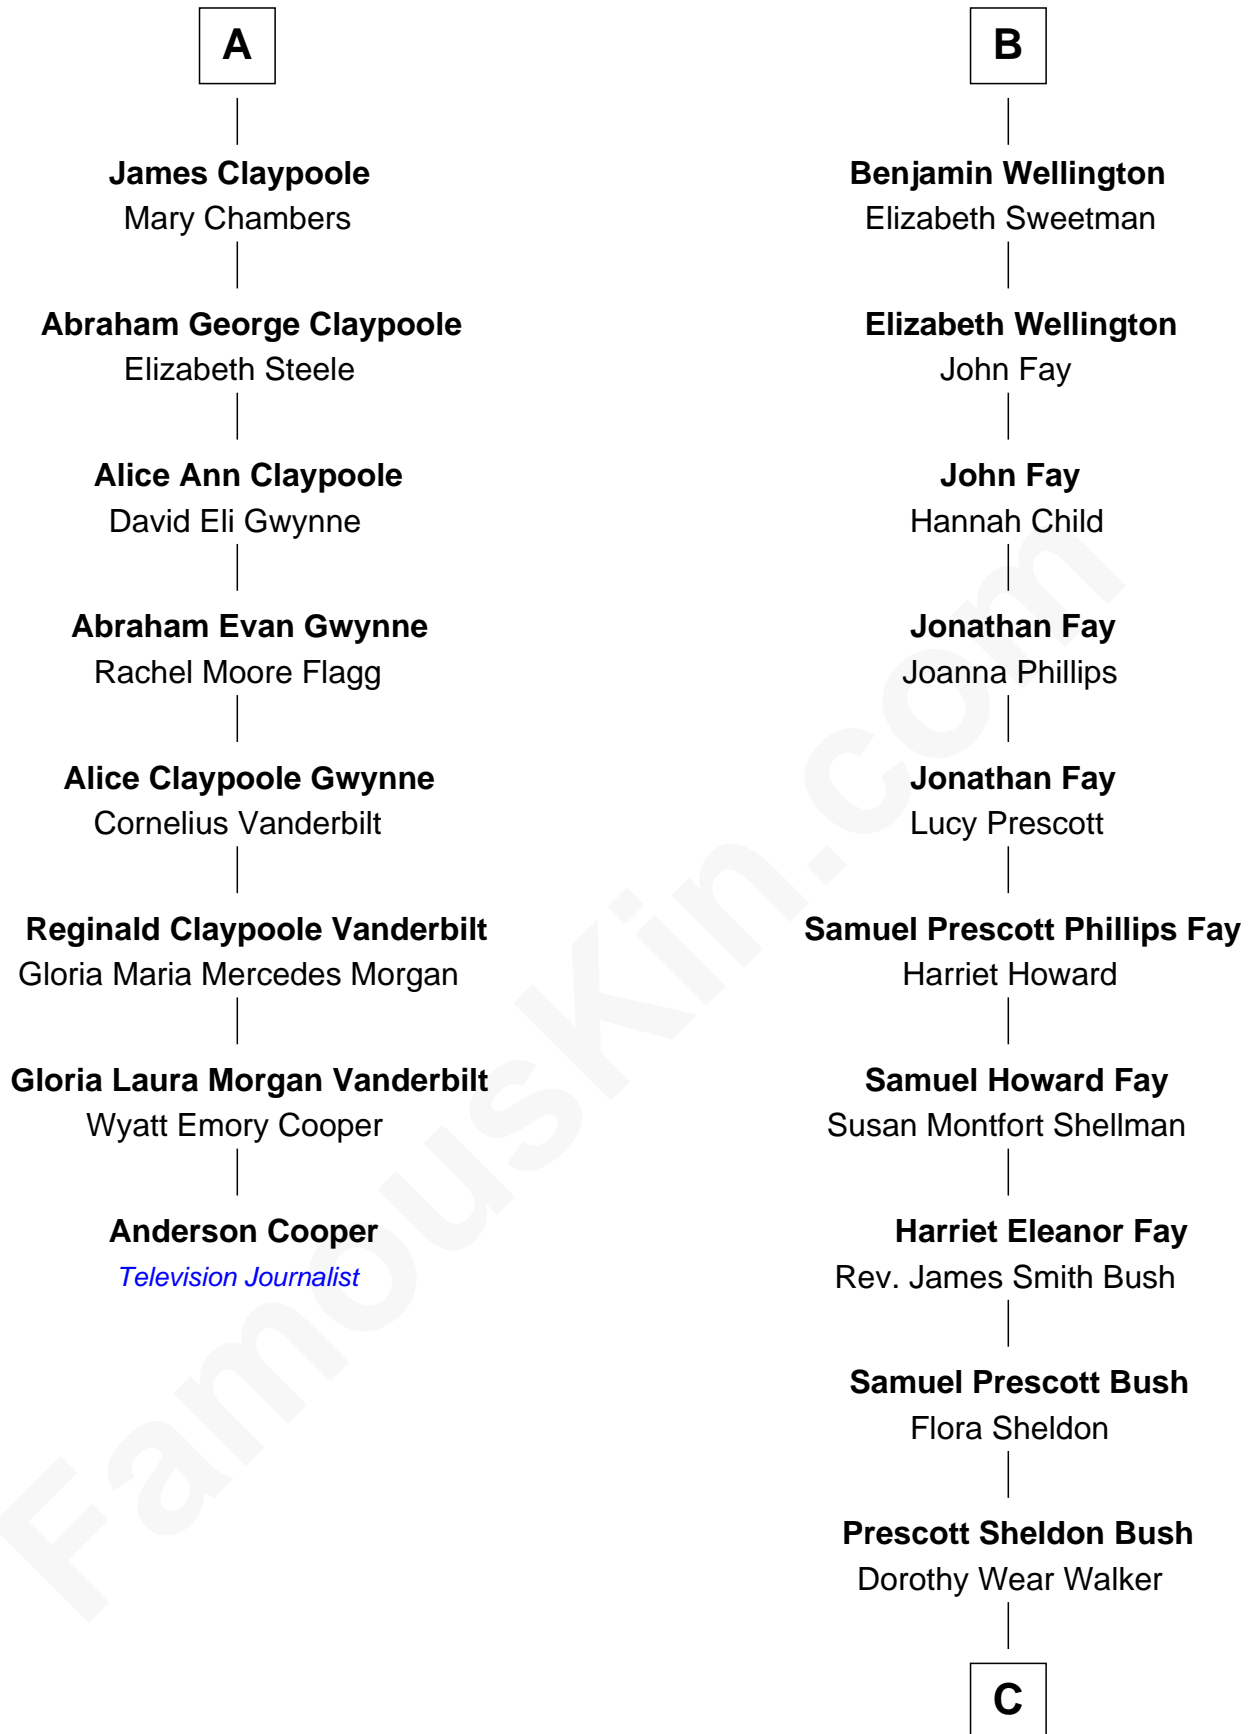 A
James Claypoole
Mary Chambers
Abraham George Claypoole
Elizabeth Steele
Alice Ann Claypoole
David Eli Gwynne
Abraham Evan Gwynne
Rachel Moore Flagg
Alice Claypoole Gwynne
Cornelius Vanderbilt
Reginald Claypoole Vanderbilt
Gloria Maria Mercedes Morgan
Gloria Laura Morgan Vanderbilt
Wyatt Emory Cooper
Anderson Cooper
Television Journalist
B
Benjamin Wellington
Elizabeth Sweetman
Elizabeth Wellington
John Fay
John Fay
Hannah Child
Jonathan Fay
Joanna Phillips
Jonathan Fay
Lucy Prescott
Samuel Prescott Phillips Fay
Harriet Howard
Samuel Howard Fay
Susan Montfort Shellman
Harriet Eleanor Fay
Rev. James Smith Bush
Samuel Prescott Bush
Flora Sheldon
Prescott Sheldon Bush
Dorothy Wear Walker
C
FamousKin.com